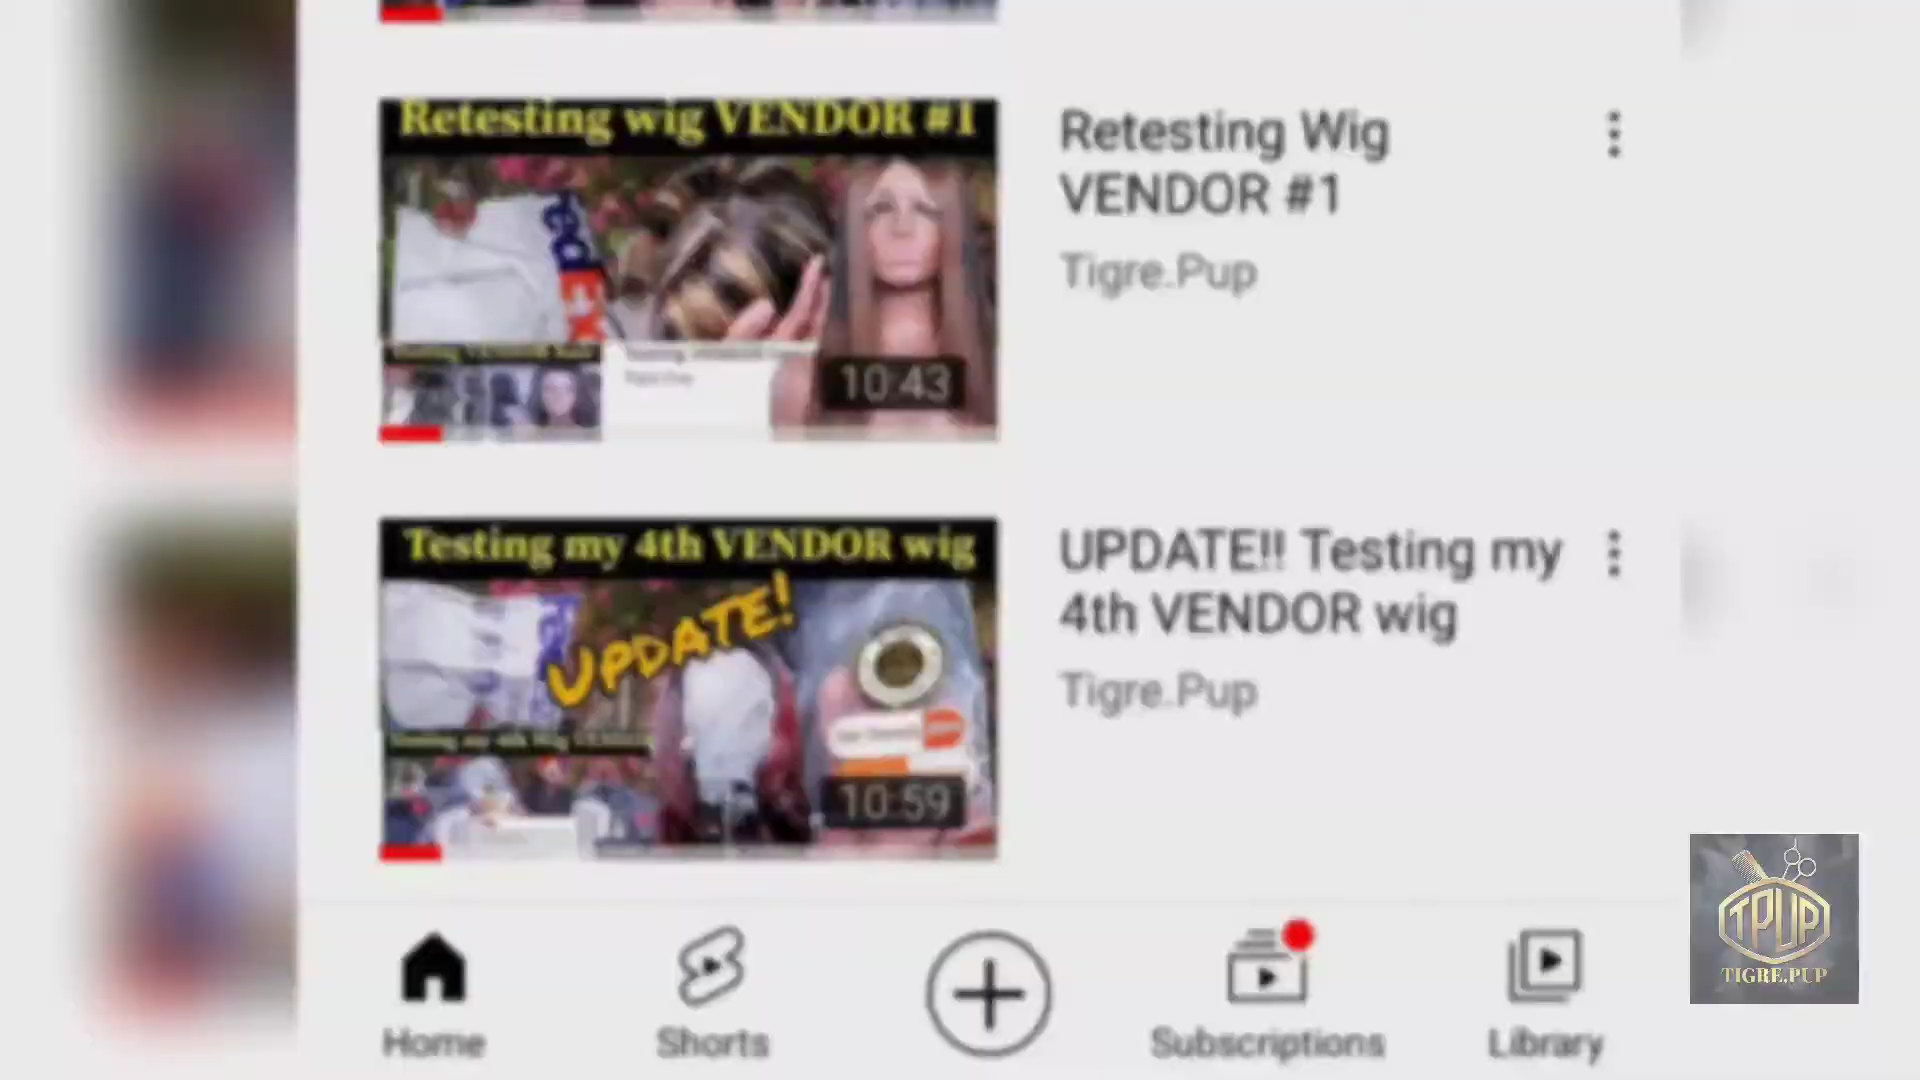 Retesting wig VENDOR #1
FedEx
10:43
Retesting Wig
VENDOR #1
Tigre.Pup
Testing my 4th VENDOR wig
UPDATE!
10:59
UPDATE!! Testing my
4th VENDOR wig
Tigre.Pup
Home
Shorts
Subscriptions
Library
TPUP
TIGRE.PUP